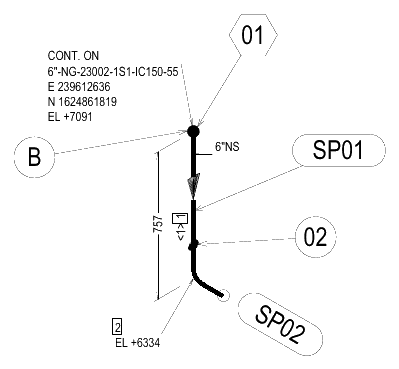 01
CONT. ON
6"-NG-23002-1S1-IC150-55
E 239612636
N 1624861819
EL +7091
6"NS
SP01
B
757
<1> 1
02
SP02
2
EL +6334